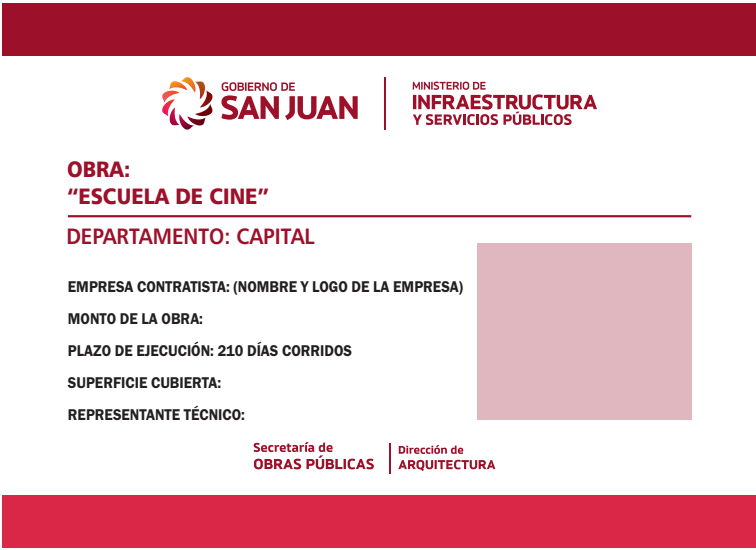 GOBIERNO DE
SAN JUAN
MINISTERIO DE
INFRAESTRUCTURA
Y SERVICIOS PÚBLICOS
OBRA:
“ESCUELA DE CINE”
DEPARTAMENTO: CAPITAL
EMPRESA CONTRATISTA: (NOMBRE Y LOGO DE LA EMPRESA)
MONTO DE LA OBRA:
PLAZO DE EJECUCIÓN: 210 DÍAS CORRIDOS
SUPERFICIE CUBIERTA:
REPRESENTANTE TÉCNICO:
Secretaría de
OBRAS PÚBLICAS
Dirección de
ARQUITECTURA